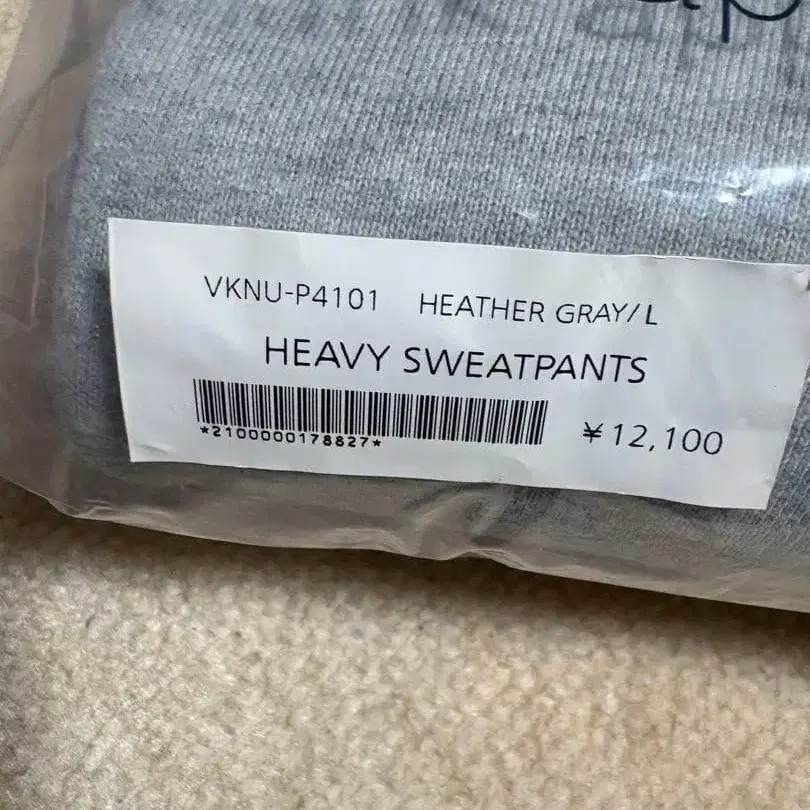 VKNU-P4101 HEATHER GRAY/L
HEAVY SWEATPANTS
*2100000178827*
¥12,100